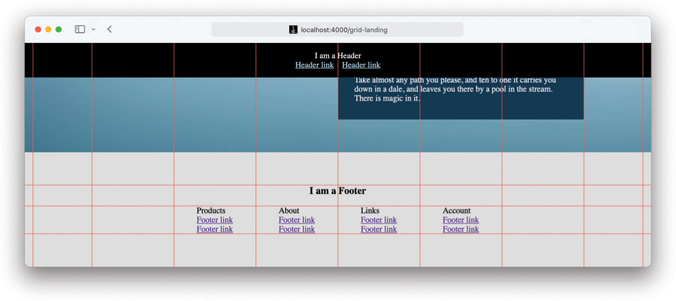 localhost:4000/grid-landing
I am a Header
Header link Header link
Take almost any path you please, and ten to one it carries you
down in a dale, and leaves you there by a pool in the stream.
There is magic in it.
I am a Footer
Products About Links Account
Footer link Footer link Footer link Footer link
Footer link Footer link Footer link Footer link